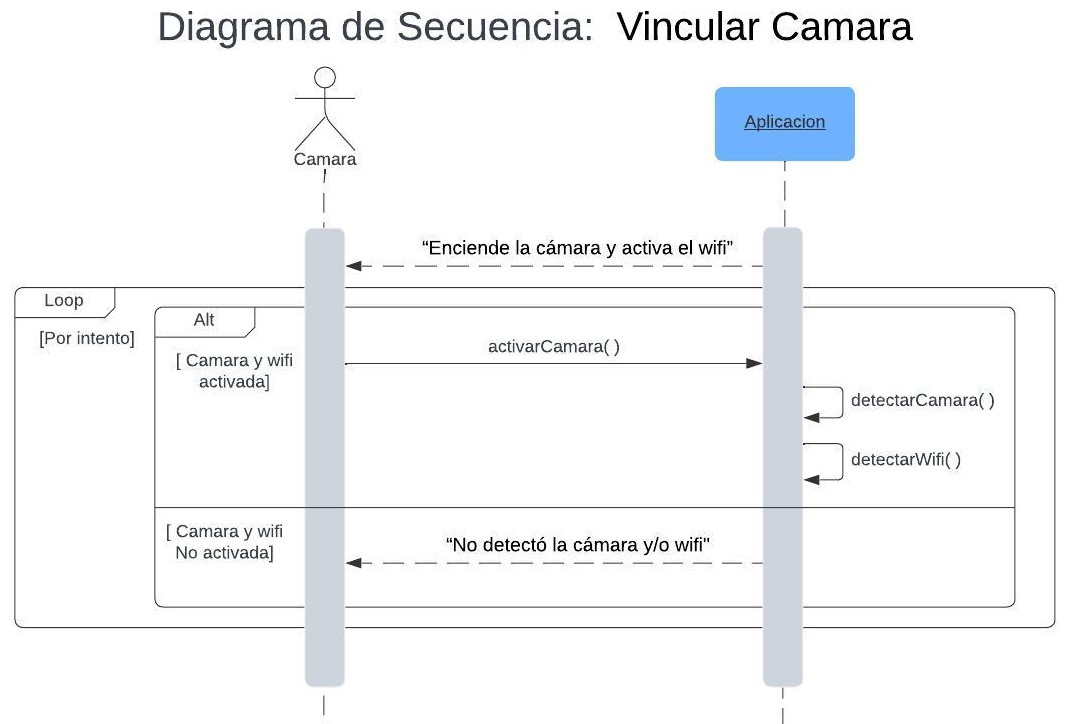 Diagrama de Secuencia: Vincular Camara
Camara
Aplicacion
“Enciende la cámara y activa el wifi”
Loop
[Por intento]
Alt
[ Camara y wifi
activada]
activarCamara( )
detectarCamara( )
detectarWifi( )
[ Camara y wifi
No activada]
“No detectó la cámara y/o wifi"